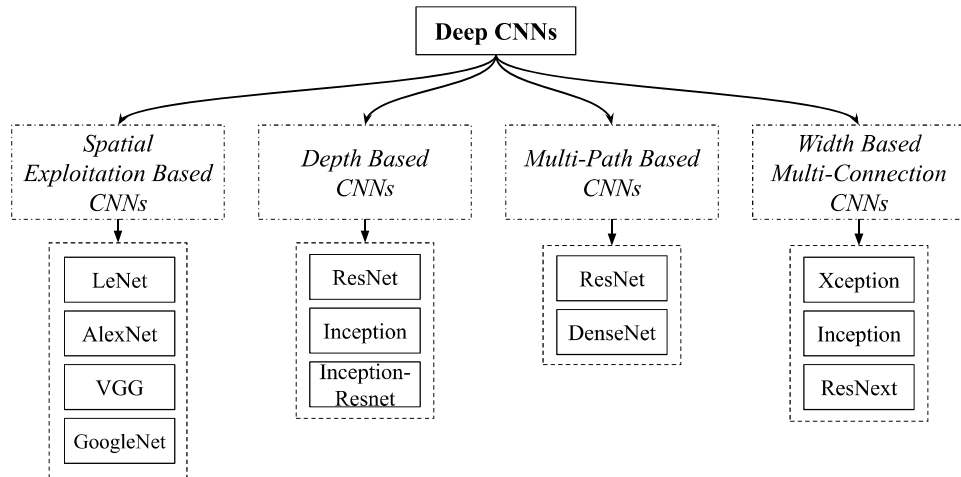 Deep CNNs
Spatial
Exploitation Based
CNNs
Depth Based
CNNs
Multi-Path Based
CNNs
Width Based
Multi-Connection
CNNs
LeNet
AlexNet
VGG
GoogleNet
ResNet
Inception
Inception-
Resnet
ResNet
DenseNet
Xception
Inception
ResNext